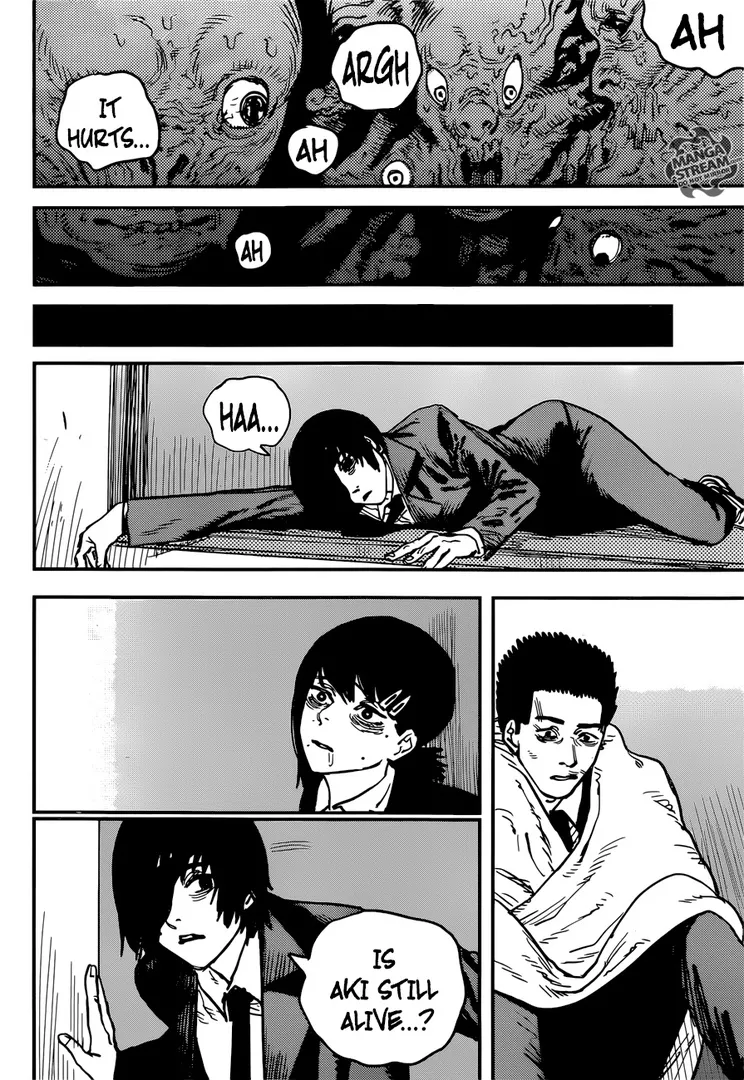 AH
ARGH
IT
HURTS...
AH
MANGA
STREAM
AH
HAA...
IS
AKI STILL
ALIVE...?